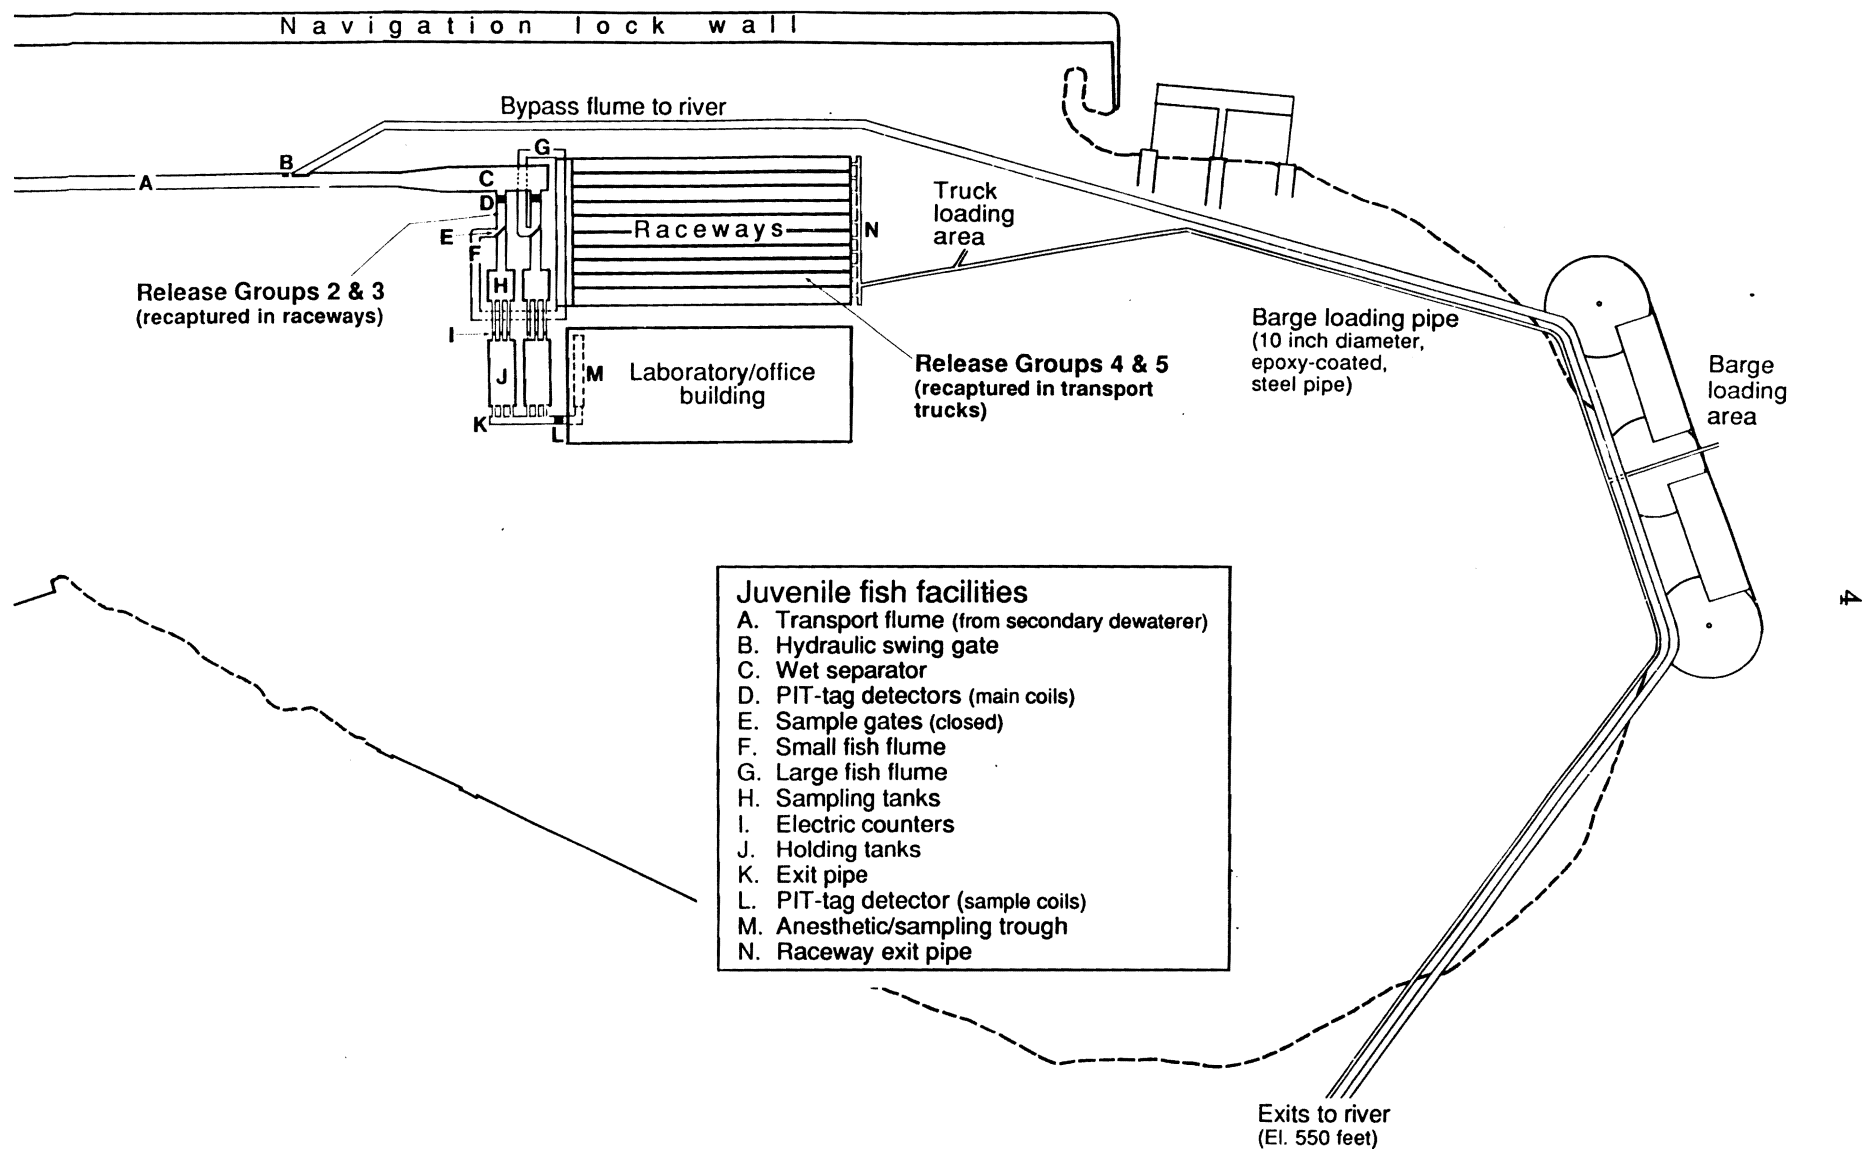 Navigation lock wall
Bypass flume to river
B
G
A
C
D
E
F
Raceways
N
Truck
loading
area
H
Release Groups 2 & 3
(recaptured in raceways)
I
J
M
K
L
Laboratory/office
building
Release Groups 4 & 5
(recaptured in transport
trucks)
Barge loading pipe
(10 inch diameter,
epoxy-coated,
steel pipe)
Barge
loading
area
4
Juvenile fish facilities
A. Transport flume (from secondary dewaterer)
B. Hydraulic swing gate
C. Wet separator
D. PIT-tag detectors (main coils)
E. Sample gates (closed)
F. Small fish flume
G. Large fish flume
H. Sampling tanks
I. Electric counters
J. Holding tanks
K. Exit pipe
L. PIT-tag detector (sample coils)
M. Anesthetic/sampling trough
N. Raceway exit pipe
Exits to river
(El. 550 feet)